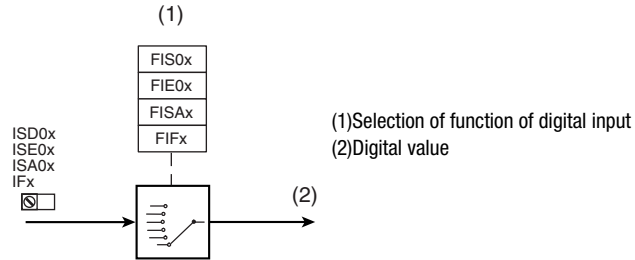 (1)
FIS0x
FIE0x
FISAx
FIFx
ISD0x
ISE0x
ISA0x
IFx
(2)
(1)Selection of function of digital input
(2)Digital value